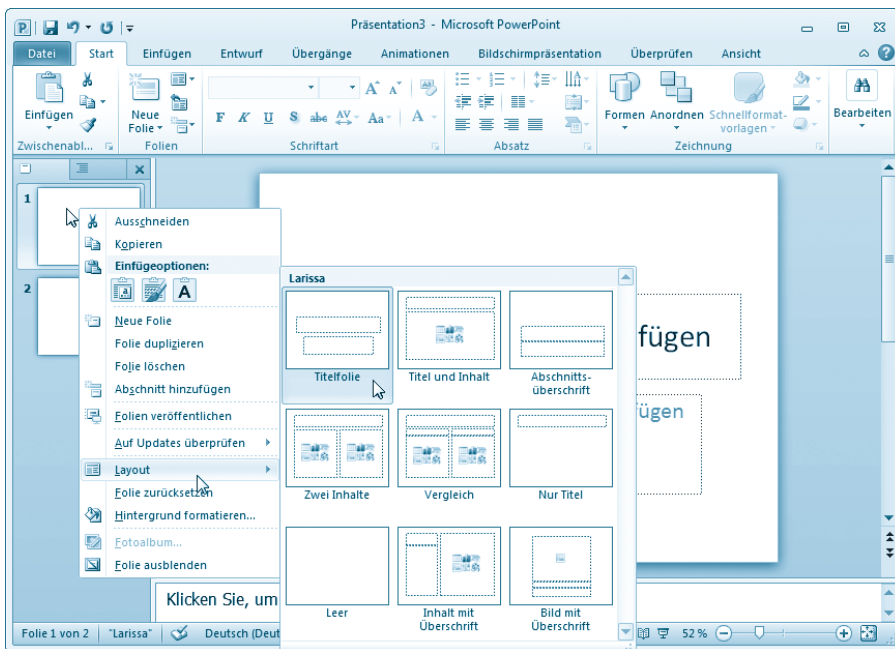 Präsentation3 - Microsoft PowerPoint
Datei Start Einfügen Entwurf Übergänge Animationen Bildschirmpräsentation Überprüfen Ansicht
Einfügen
Neue
Folie
F K U S abc AV Aa A
Formen Anordnen Schnellformat-
vorlagen
Bearbeiten
Zwischenabl... Folien Schriftart Absatz Zeichnung
1
2
Ausschneiden
Kopieren
Einfügeoptionen:
A
Neue Folie
Folie duplizieren
Folie löschen
Abschnitt hinzufügen
Folien veröffentlichen
Auf Updates überprüfen
Layout
Folie zurücksetzen
Hintergrund formatieren...
Fotoalbum...
Folie ausblenden
Larissa
Titelfolie
Titel und Inhalt
Abschnitts-
überschrift
Zwei Inhalte
Vergleich
Nur Titel
Leer
Inhalt mit
Überschrift
Bild mit
Überschrift
fügen
fügen
Klicken Sie, um
Folie 1 von 2 "Larissa" Deutsch (Deut 52 %